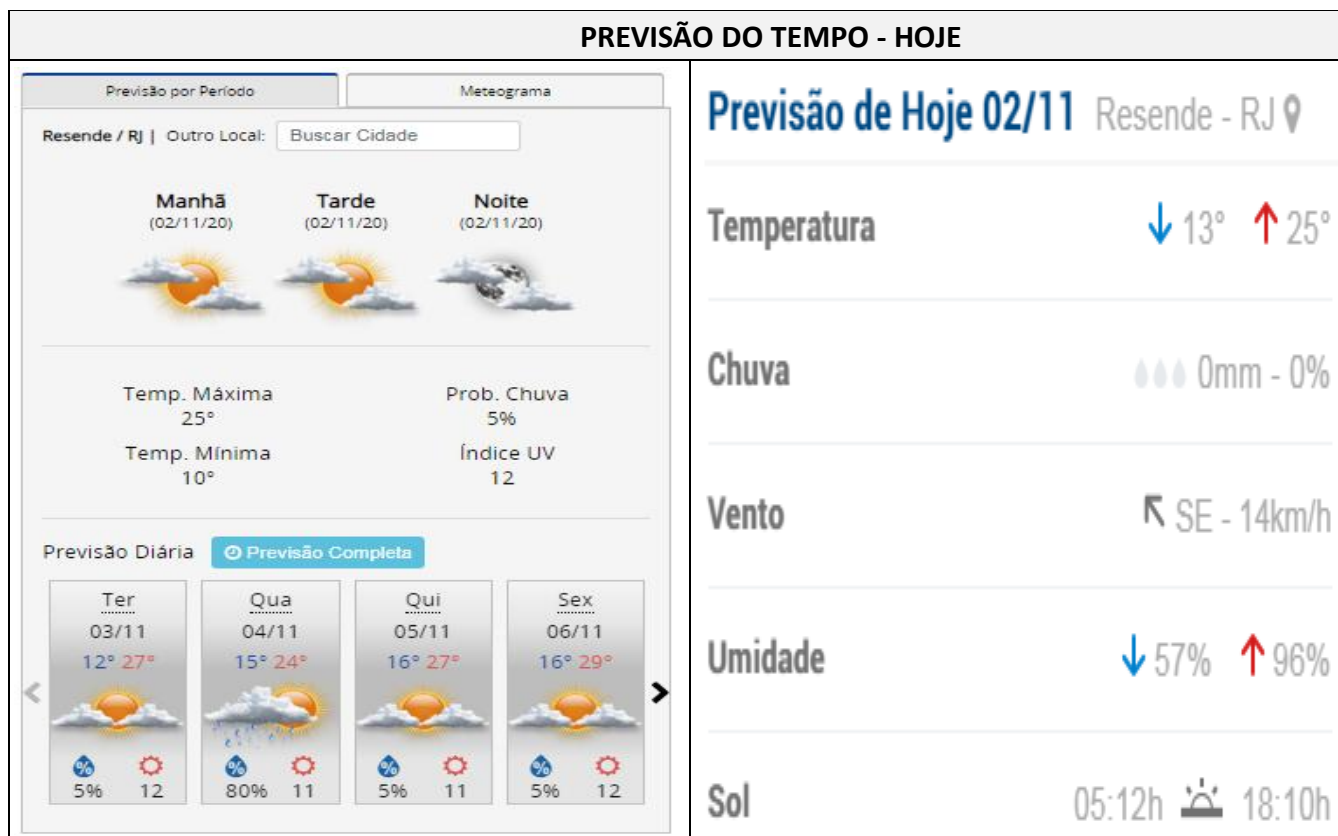 PREVISÃO DO TEMPO - HOJE
Previsão por Período Meteograma
Resende / RJ | Outro Local: Buscar Cidade
Manhã Tarde Noite
(02/11/20) (02/11/20) (02/11/20)
Temp. Máxima Prob. Chuva
25° 5%
Temp. Mínima Índice UV
10° 12
Previsão Diária Previsão Completa
Ter Qua Qui Sex
03/11 04/11 05/11 06/11
12° 27° 15° 24° 16° 27° 16° 29°
% % % %
5% 12 80% 11 5% 11 5% 12
Previsão de Hoje 02/11 Resende - RJ
Temperatura 13° 25°
Chuva 0mm - 0%
Vento SE - 14km/h
Umidade 57% 96%
Sol 05:12h 18:10h